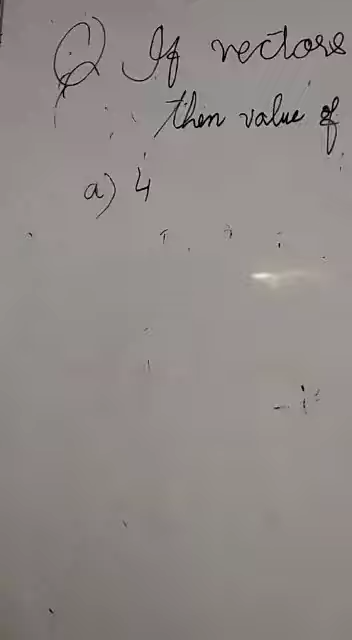 Q If vectors
then value of
a) 4